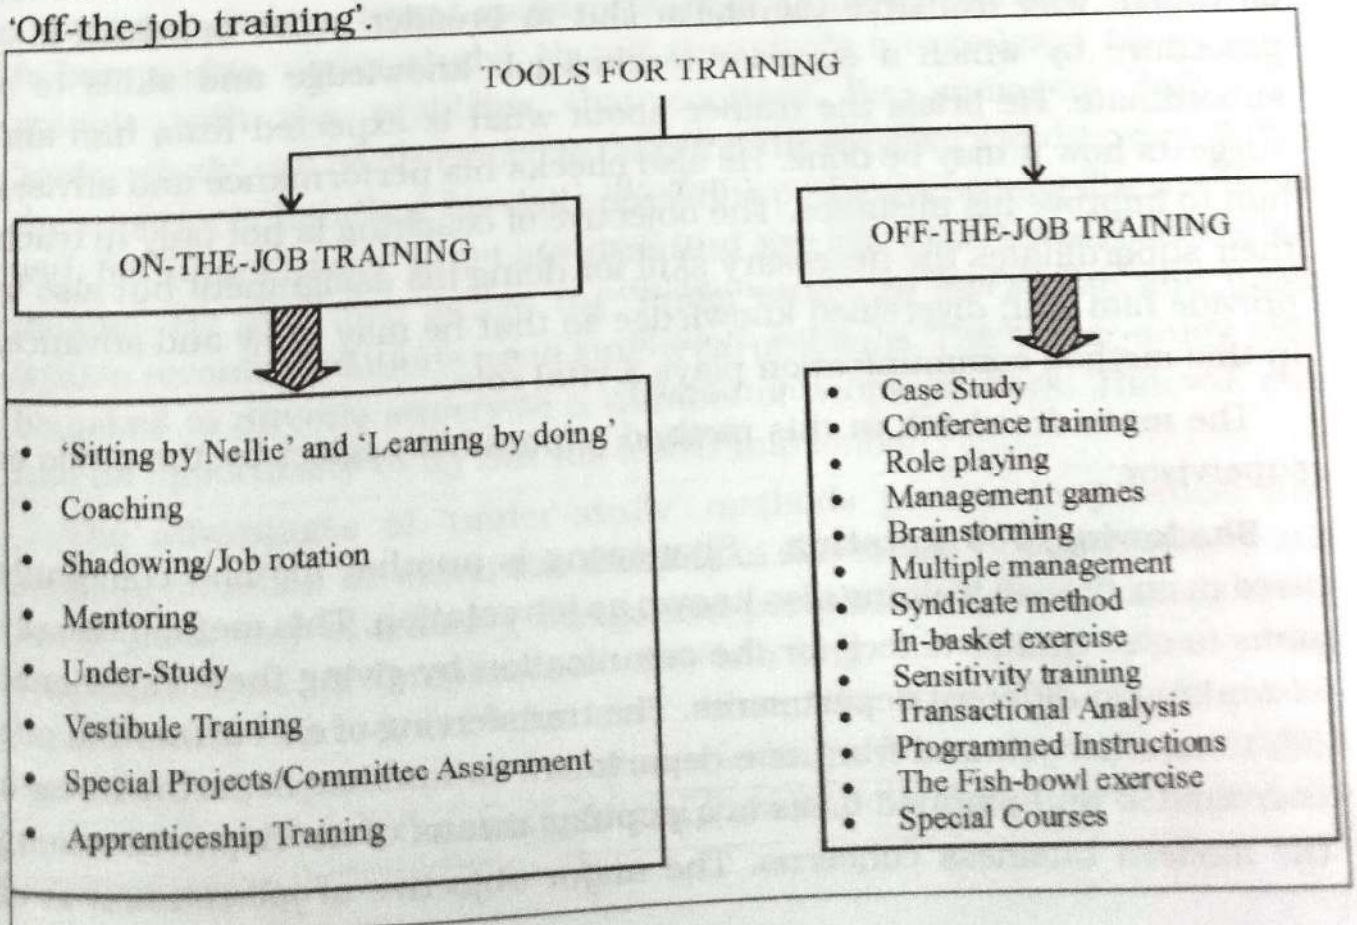 'Off-the-job training'.
TOOLS FOR TRAINING
ON-THE-JOB TRAINING
• 'Sitting by Nellie' and 'Learning by doing'
• Coaching
• Shadowing/Job rotation
• Mentoring
• Under-Study
• Vestibule Training
• Special Projects/Committee Assignment
• Apprenticeship Training
OFF-THE-JOB TRAINING
• Case Study
• Conference training
• Role playing
• Management games
• Brainstorming
• Multiple management
• Syndicate method
• In-basket exercise
• Sensitivity training
• Transactional Analysis
• Programmed Instructions
• The Fish-bowl exercise
• Special Courses